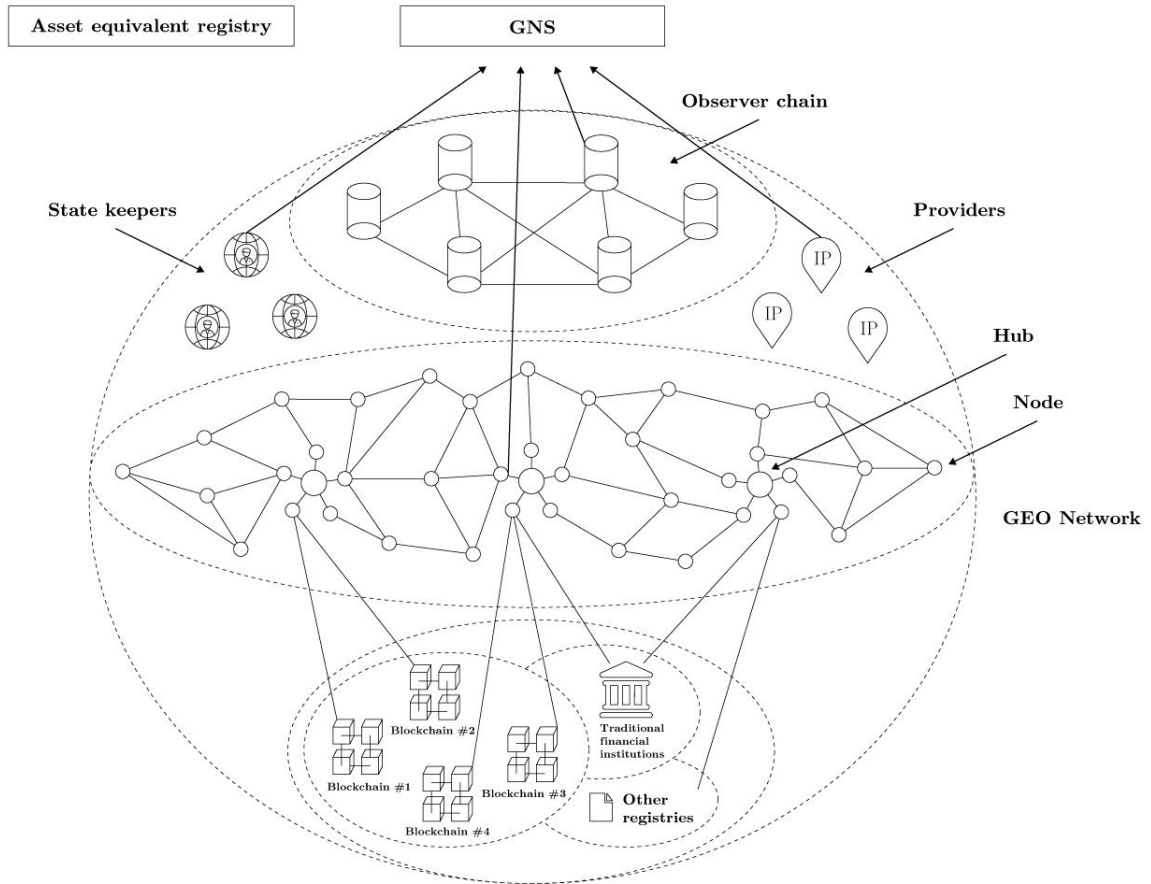 Asset equivalent registry
GNS
Observer chain
State keepers
Providers
IP
IP
IP
Hub
Node
GEO Network
Blockchain #2
Traditional
financial
institutions
Blockchain #1
Blockchain #3
Other
registries
Blockchain #4